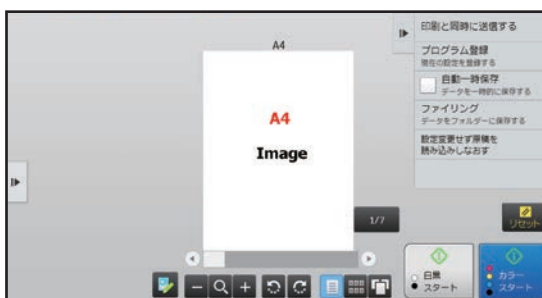 A4
A4
Image
印刷と同時に送信する
プログラム登録
現在の設定を登録する
自動一時保存
データを一時的に保存する
ファイリング
データをフォルダーに保存する
設定変更せず原稿を
読み込みしなおす
1/7
リセット
白黒
スタート
カラー
スタート